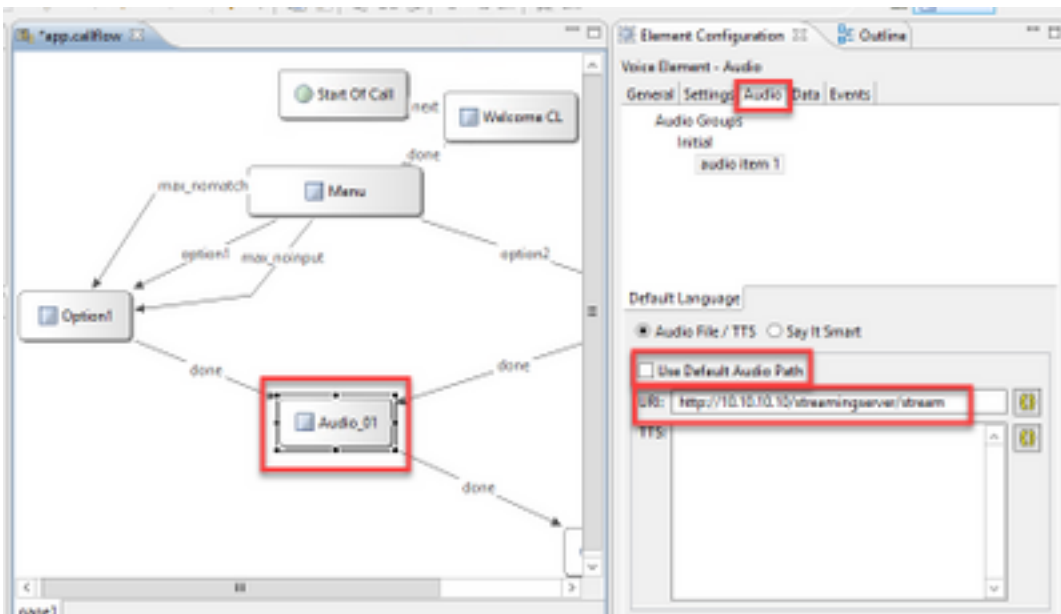 *app.callflow
Start Of Call
next
Welcome CL
done
max_nomatch
Menu
option1
max_noinput
option2
Option1
done
done
Audio_01
done
page1
Element Configuration
Outline
Voice Element - Audio
General Settings Audio Data Events
Audio Groups
Initial
audio item 1
Default Language
Audio File / TTS Say It Smart
Use Default Audio Path
URI: http://10.10.10.10/streamingserver/stream
TTS: